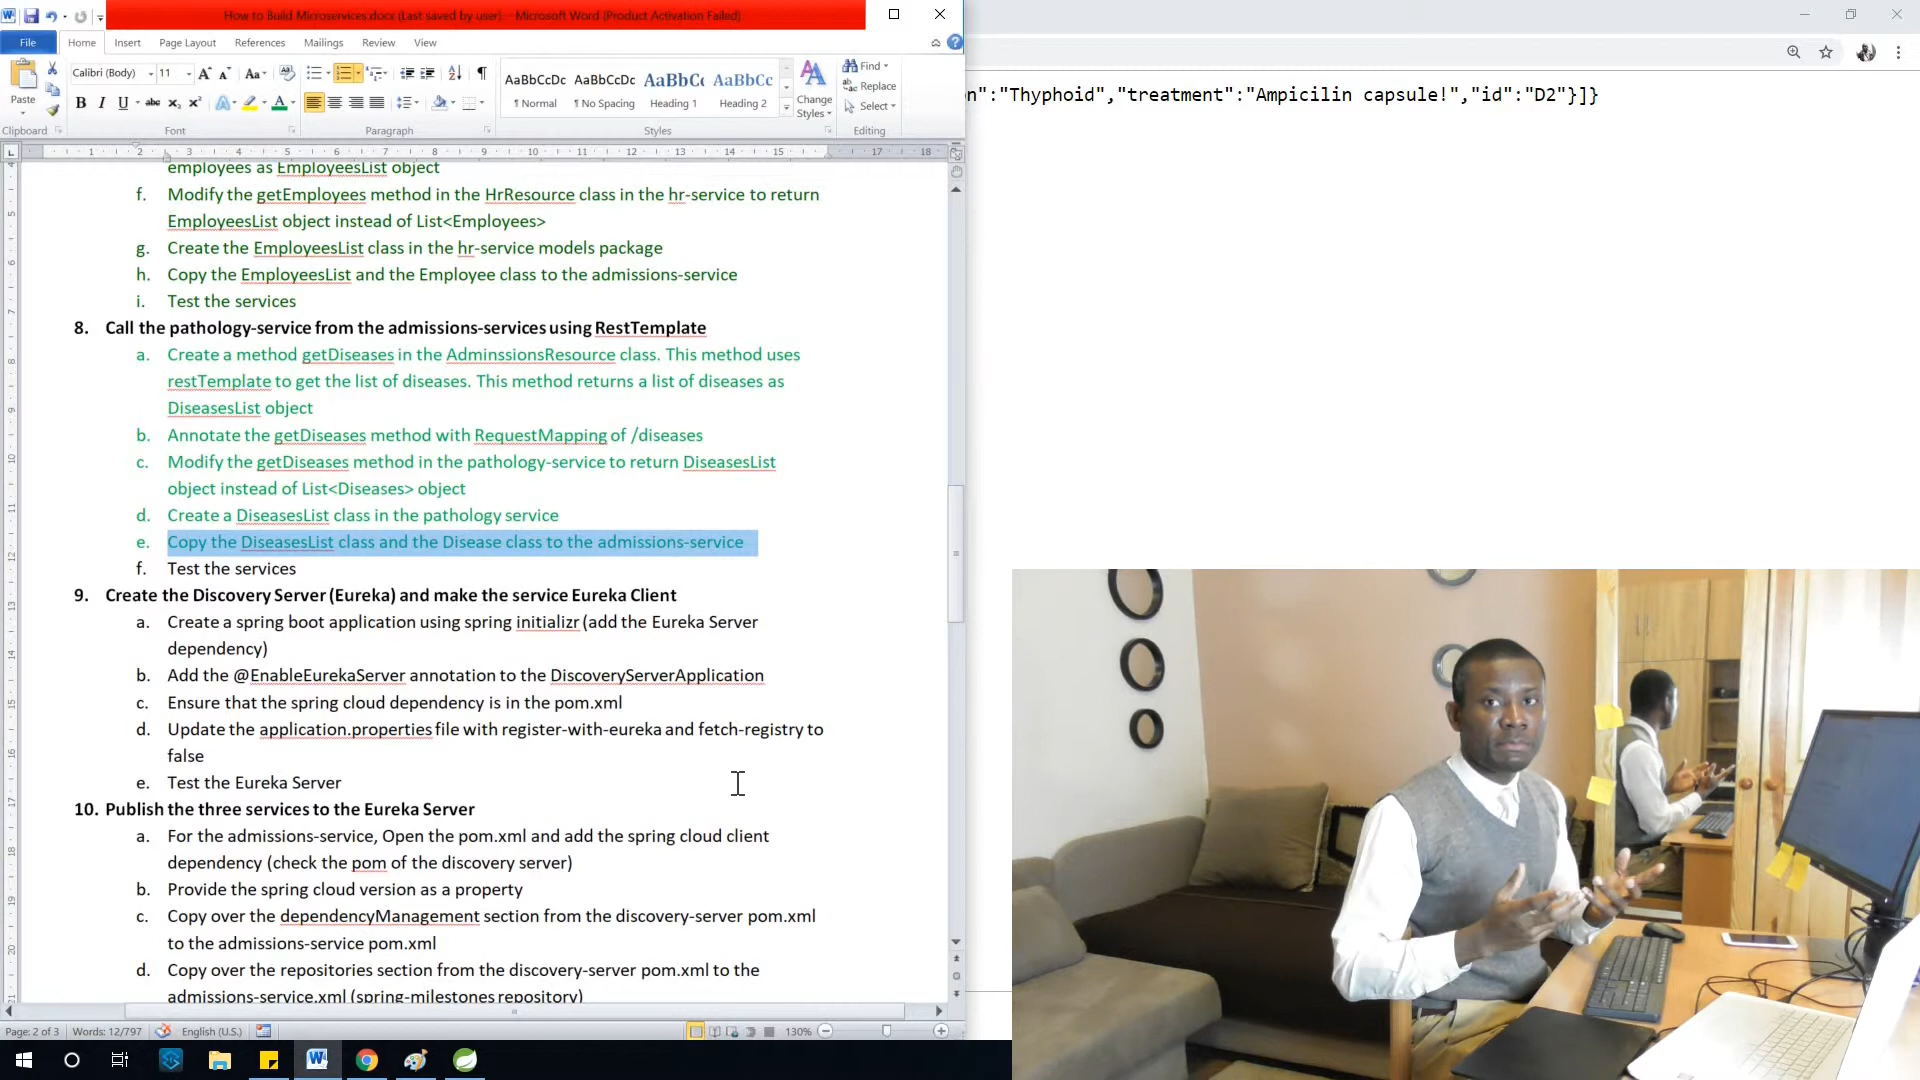 How to Build Microservices.docx (Last saved by user) - Microsoft Word (Product Activation Failed)
File Home Insert Page Layout References Mailings Review View
Calibri (Body) 11
AaBbCcDc AaBbCcDc AaBbCc AaBbCc
Find
Replace
Select
Paste
¶ Normal ¶ No Spacing Heading 1 Heading 2
Change Styles
Clipboard Font Paragraph Styles Editing
on":"Thyphoid","treatment":"Ampicilin capsule!","id":"D2"}]}
employees as EmployeesList object
f. Modify the getEmployees method in the HrResource class in the hr-service to return
EmployeesList object instead of List<Employees>
g. Create the EmployeesList class in the hr-service models package
h. Copy the EmployeesList and the Employee class to the admissions-service
i. Test the services
8. Call the pathology-service from the admissions-services using RestTemplate
a. Create a method getDiseases in the AdminssionsResource class. This method uses
restTemplate to get the list of diseases. This method returns a list of diseases as
DiseasesList object
b. Annotate the getDiseases method with RequestMapping of /diseases
c. Modify the getDiseases method in the pathology-service to return DiseasesList
object instead of List<Diseases> object
d. Create a DiseasesList class in the pathology service
e. Copy the DiseasesList class and the Disease class to the admissions-service
f. Test the services
9. Create the Discovery Server (Eureka) and make the service Eureka Client
a. Create a spring boot application using spring initializr (add the Eureka Server
dependency)
b. Add the @EnableEurekaServer annotation to the DiscoveryServerApplication
c. Ensure that the spring cloud dependency is in the pom.xml
d. Update the application.properties file with register-with-eureka and fetch-registry to
false
e. Test the Eureka Server
10. Publish the three services to the Eureka Server
a. For the admissions-service, Open the pom.xml and add the spring cloud client
dependency (check the pom of the discovery server)
b. Provide the spring cloud version as a property
c. Copy over the dependencyManagement section from the discovery-server pom.xml
to the admissions-service pom.xml
d. Copy over the repositories section from the discovery-server pom.xml to the
admissions-service.xml (spring-milestones repository)
Page: 2 of 3 Words: 12/797 English (U.S.) 130%